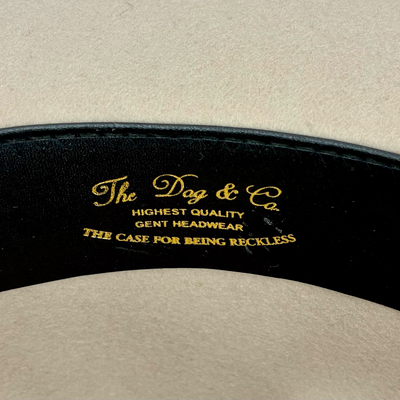 The Dog & Co.
HIGHEST QUALITY
GENT HEADWEAR
THE CASE FOR BEING RECKLESS